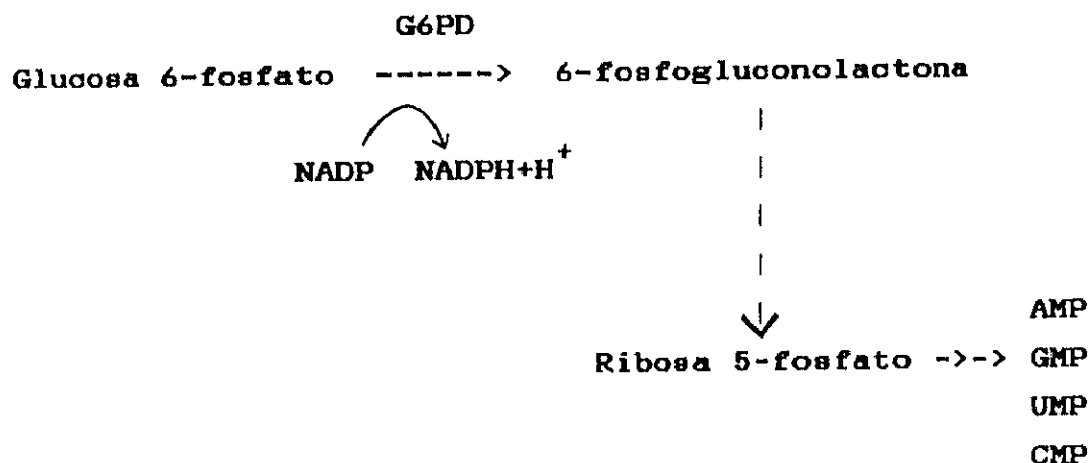 G6PD
Glucosa 6-fosfato ------> 6-fosfogluconolactona
NADP NADPH+H+
AMP
Ribosa 5-fosfato ->-> GMP
UMP
CMP